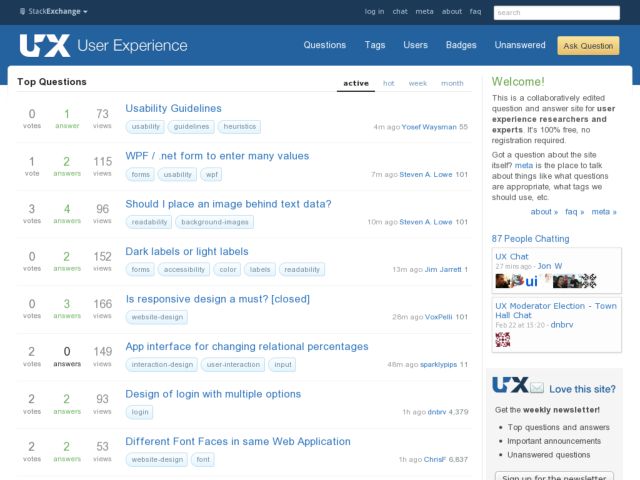 StackExchange
log in chat meta about faq
search
UX User Experience
Questions Tags Users Badges Unanswered Ask Question
Top Questions
active hot week month
0 votes 1 answer 73 views
Usability Guidelines
usability guidelines heuristics
4m ago Yosef Waysman 55
1 vote 2 answers 115 views
WPF / .net form to enter many values
forms usability wpf
7m ago Steven A. Lowe 101
3 votes 4 answers 96 views
Should I place an image behind text data?
readability background-images
10m ago Steven A. Lowe 101
0 votes 2 answers 152 views
Dark labels or light labels
forms accessibility color labels readability
13m ago Jim Jarrett 1
0 votes 3 answers 166 views
Is responsive design a must? [closed]
website-design
28m ago VoxPelli 101
2 votes 0 answers 149 views
App interface for changing relational percentages
interaction-design user-interaction input
48m ago sparklypips 11
2 votes 2 answers 93 views
Design of login with multiple options
login
1h ago dnbrv 4,379
2 votes 2 answers 53 views
Different Font Faces in same Web Application
website-design font
1h ago ChrisF 6,837
Welcome!
This is a collaboratively edited
question and answer site for user
experience researchers and
experts. It's 100% free, no
registration required.
Got a question about the site
itself? meta is the place to talk
about things like what questions
are appropriate, what tags we
should use, etc.
about » faq » meta »
87 People Chatting
UX Chat
27 mins ago - Jon W
ui
UX Moderator Election - Town
Hall Chat
Feb 22 at 15:20 - dnbrv
UX Love this site?
Get the weekly newsletter!
Top questions and answers
Important announcements
Unanswered questions
Sign up for the newsletter